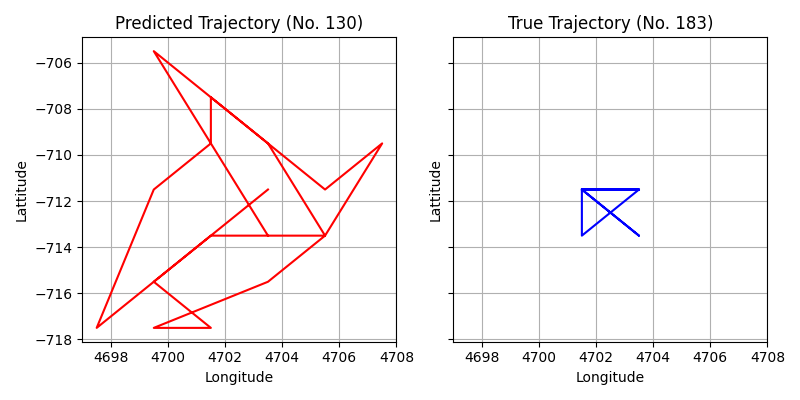 Predicted Trajectory (No. 130)
True Trajectory (No. 183)
−706
−708
−710
−712
−714
−716
−718
Lattitude
Lattitude
4698 4700 4702 4704 4706 4708
4698 4700 4702 4704 4706 4708
Longitude
Longitude